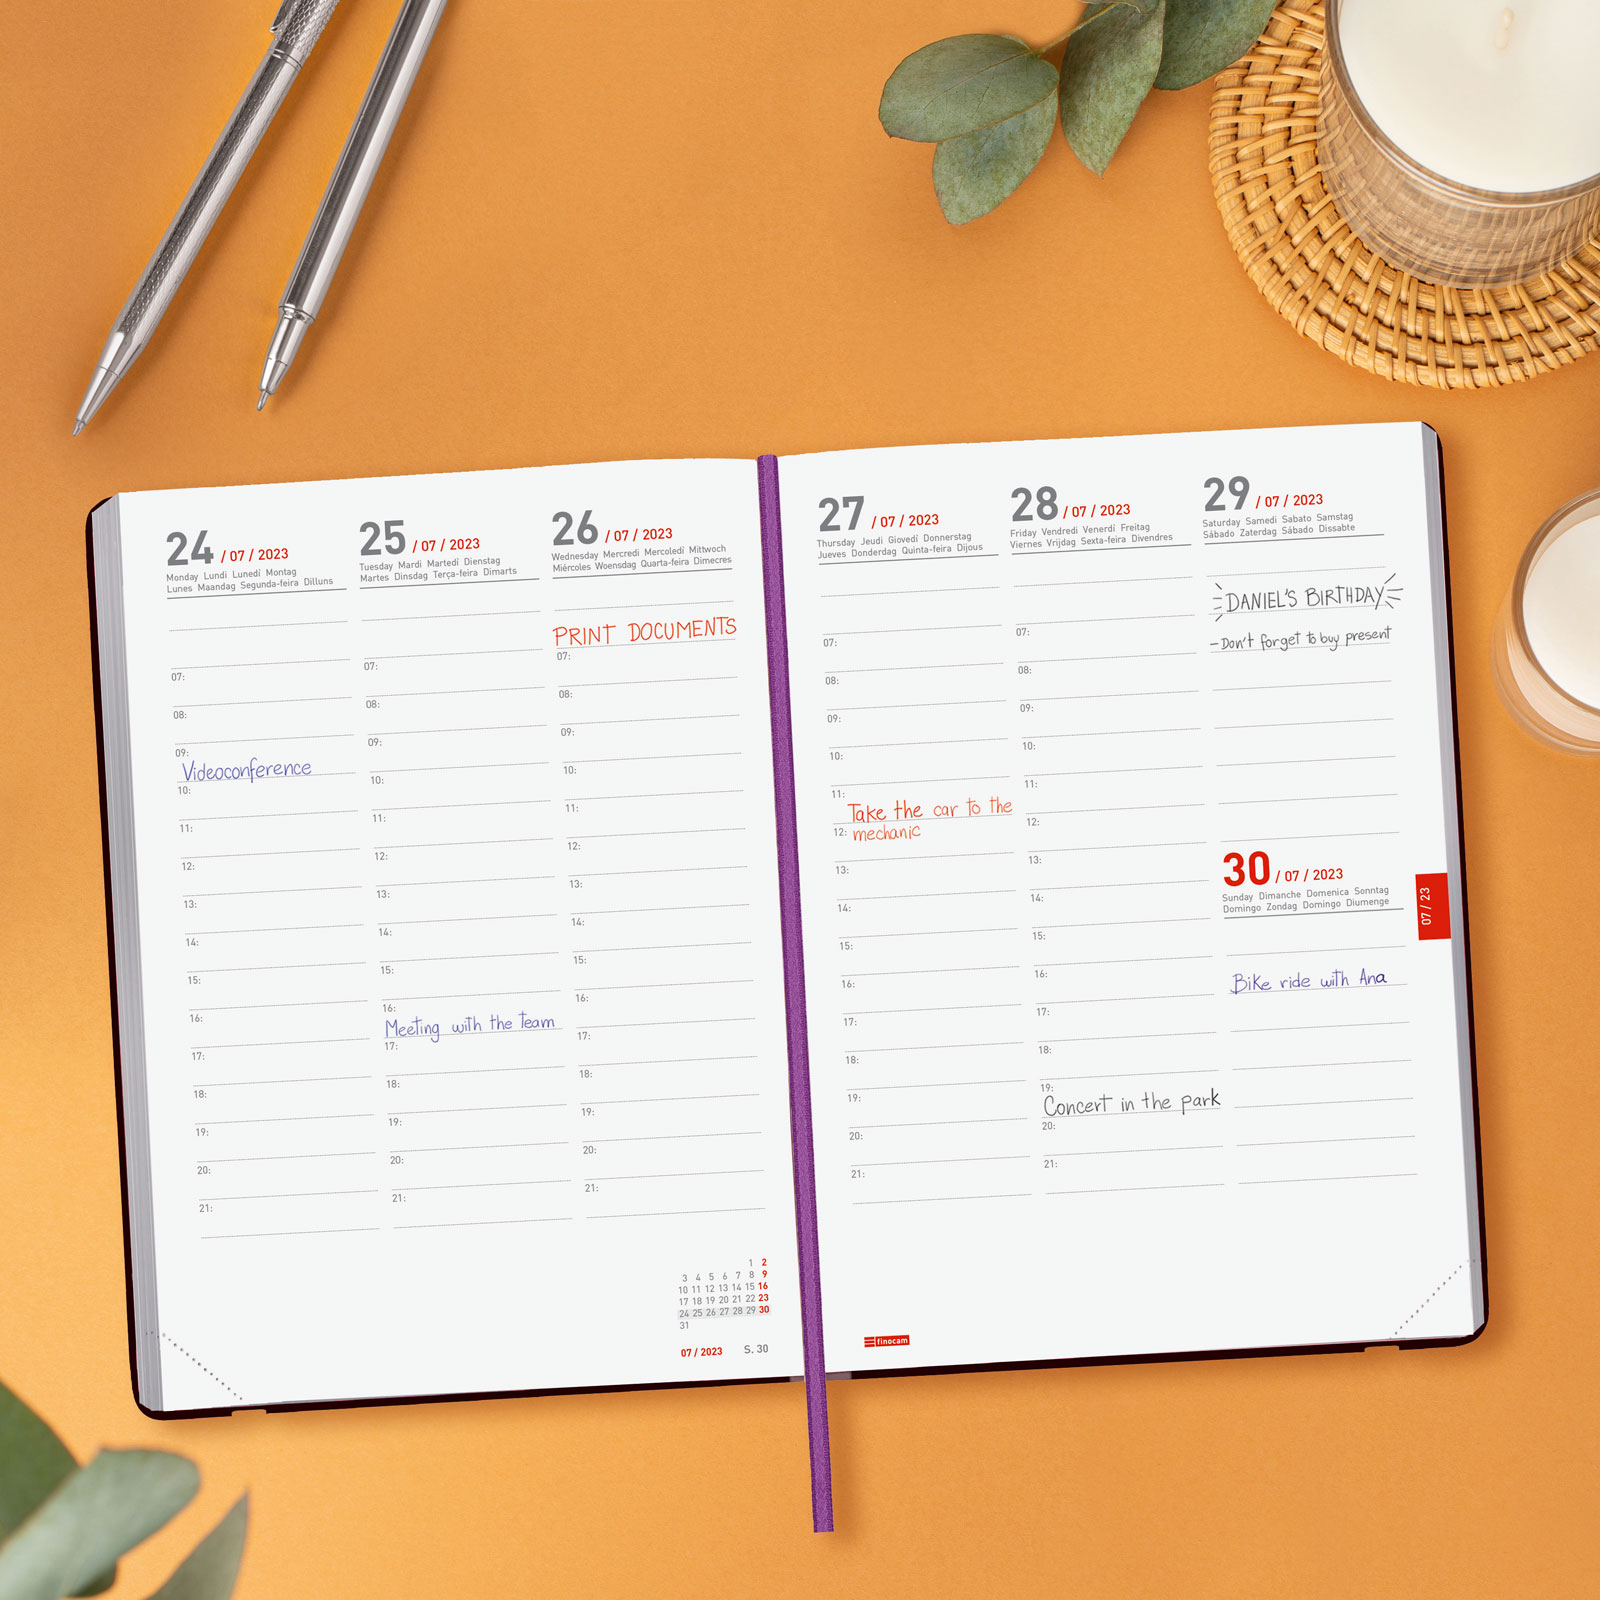 24 / 07 / 2023
Monday Lundi Lunedí Montag
Lunes Maandag Segunda-feira Dilluns
07:
08:
09:
Videoconference
10:
11:
12:
13:
14:
15:
16:
17:
18:
19:
20:
21:
25 / 07 / 2023
Tuesday Mardi Martedí Dienstag
Martes Dinsdag Terça-feira Dimarts
07:
08:
09:
10:
11:
12:
13:
14:
15:
16:
Meeting with the team
17:
18:
19:
20:
21:
26 / 07 / 2023
Wednesday Mercredi Mercoledí Mittwoch
Miércoles Woensdag Quarta-feira Dimecres
PRINT DOCUMENTS
07:
08:
09:
10:
11:
12:
13:
14:
15:
16:
17:
18:
19:
20:
21:
1 2
3 4 5 6 7 8 9
10 11 12 13 14 15 16
17 18 19 20 21 22 23
24 25 26 27 28 29 30
31
07 / 2023 S. 30
27 / 07 / 2023
Thursday Jeudi Giovedí Donnerstag
Jueves Donderdag Quinta-feira Dijous
07:
08:
09:
10:
11:
Take the car to the
12: mechanic
13:
14:
15:
16:
17:
18:
19:
20:
21:
finocam
28 / 07 / 2023
Friday Vendredi Venerdí Freitag
Viernes Vrijdag Sexta-feira Divendres
07:
08:
09:
10:
11:
12:
13:
14:
15:
16:
17:
18:
19:
Concert in the park
20:
21:
29 / 07 / 2023
Saturday Samedi Sabato Samstag
Sábado Zaterdag Sábado Dissabte
DANIEL'S BIRTHDAY
-Don't forget to buy present
30 / 07 / 2023
Sunday Dimanche Domenica Sonntag
Domingo Zondag Domingo Diumenge
Bike ride with Ana
07 / 23